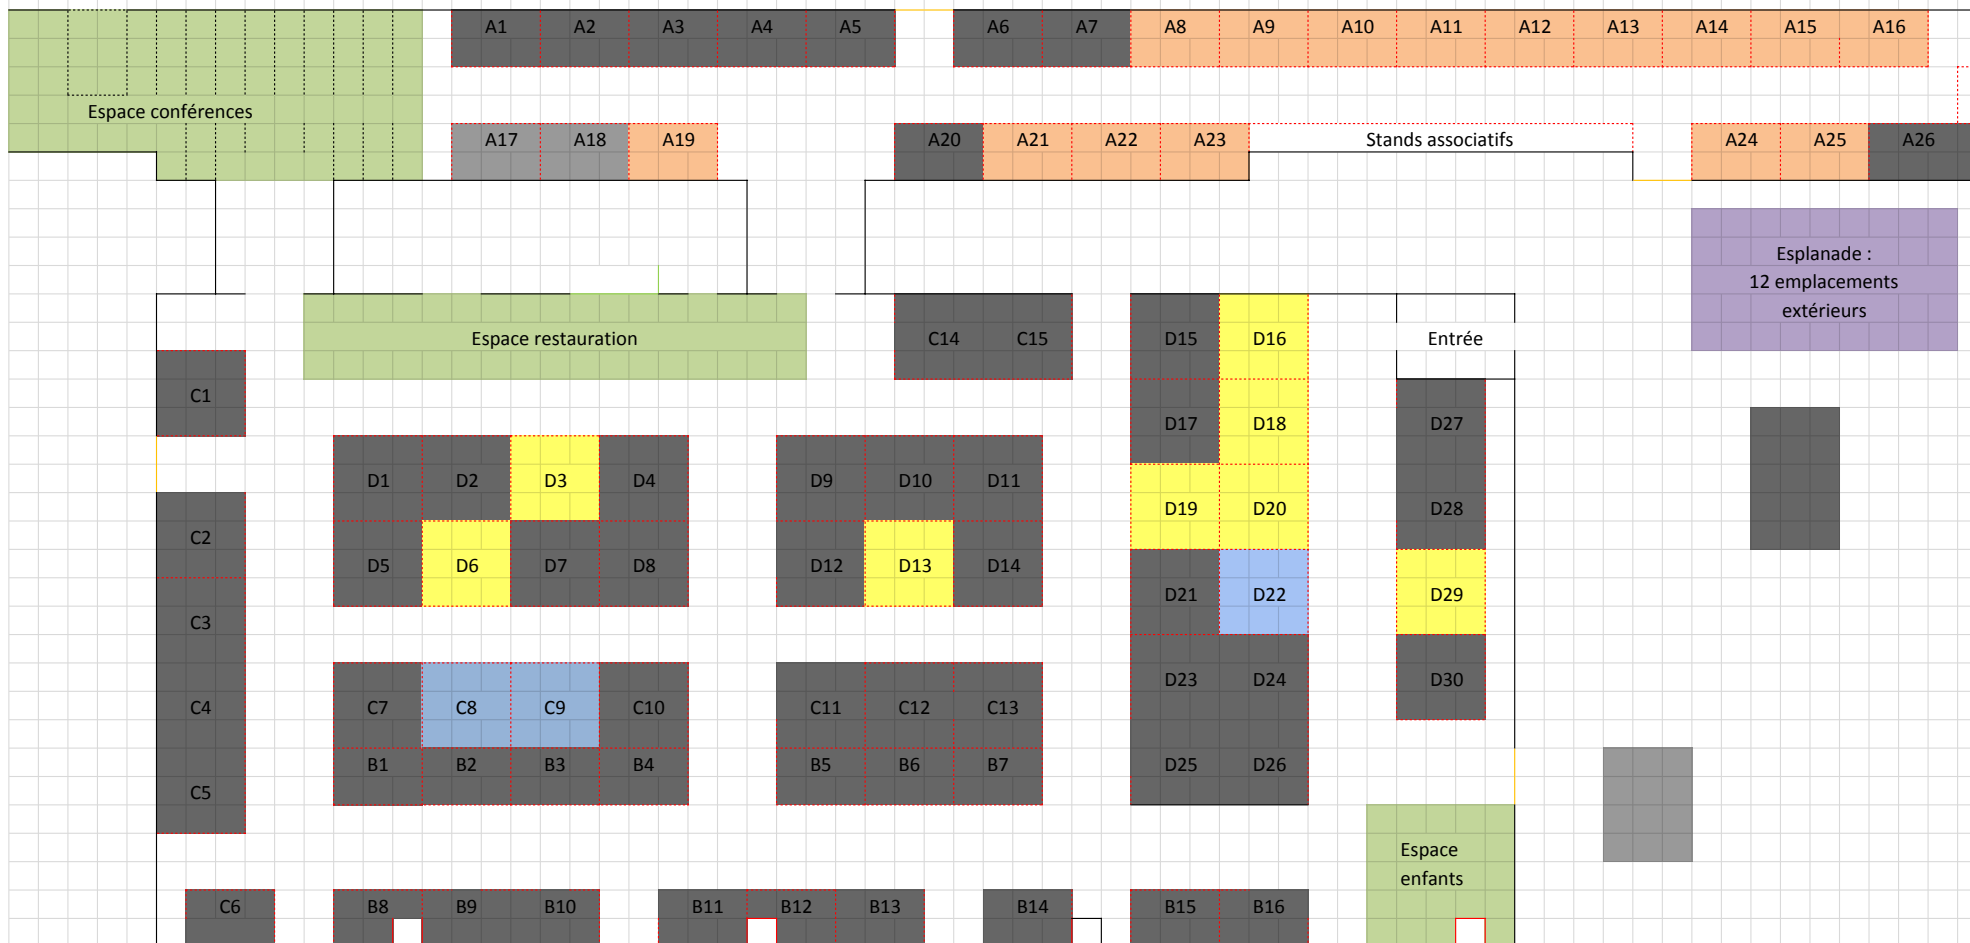 A1 A2 A3 A4 A5 A6 A7 A8 A9 A10 A11 A12 A13 A14 A15 A16
Espace conférences
A17 A18 A19 A20 A21 A22 A23 Stands associatifs A24 A25 A26
Esplanade :
12 emplacements
extérieurs
Espace restauration C14 C15 D15 D16 Entrée
C1 D17 D18 D27
D1 D2 D3 D4 D9 D10 D11
D19 D20 D28
C2
D5 D6 D7 D8 D12 D13 D14
D21 D22 D29
C3
D23 D24 D30
C4 C7 C8 C9 C10 C11 C12 C13
B1 B2 B3 B4 B5 B6 B7 D25 D26
C5
Espace
enfants
C6 B8 B9 B10 B11 B12 B13 B14 B15 B16